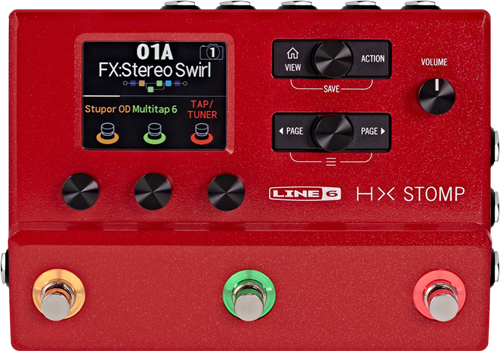 01A
1
FX:Stereo Swirl
Stupor OD Multitap 6 TAP/
TUNER
VIEW
ACTION
SAVE
PAGE
PAGE
VOLUME
LINE 6 HX STOMP